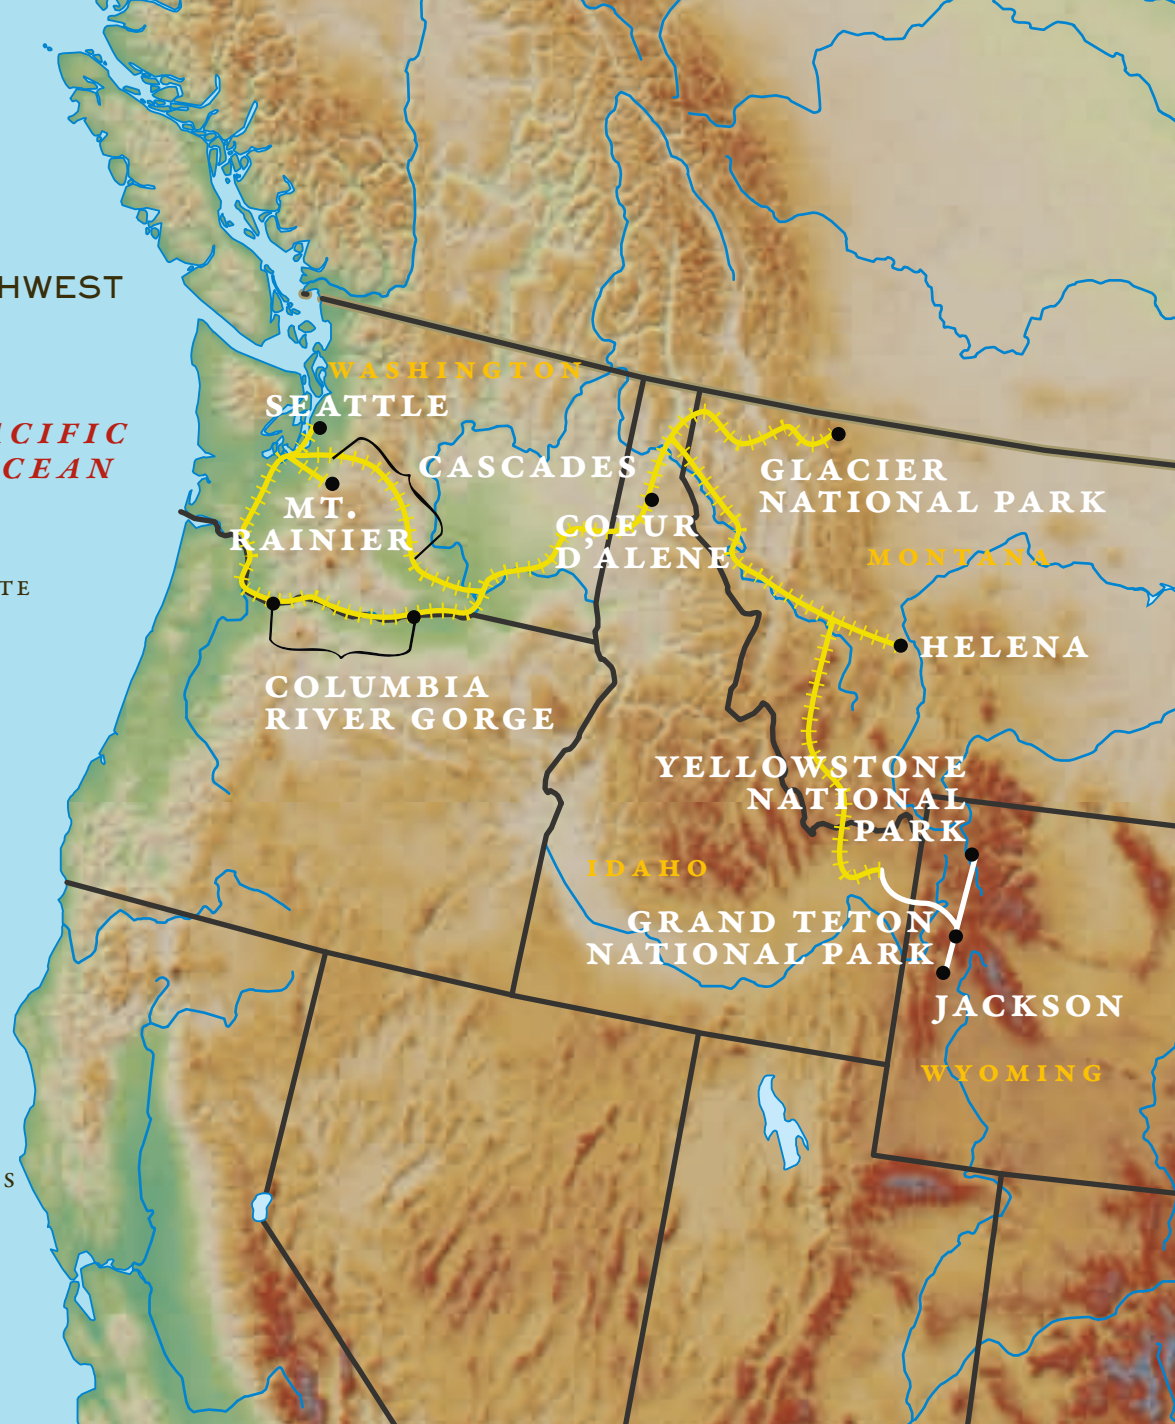 HWEST
WASHINGTON
SEATTLE
CIFIC
CEAN
CASCADES
GLACIER
NATIONAL PARK
MT.
RAINIER
COEUR
D'ALENE
MONTANA
TE
HELENA
COLUMBIA
RIVER GORGE
YELLOWSTONE
NATIONAL
PARK
IDAHO
GRAND TETON
NATIONAL PARK
JACKSON
WYOMING
S